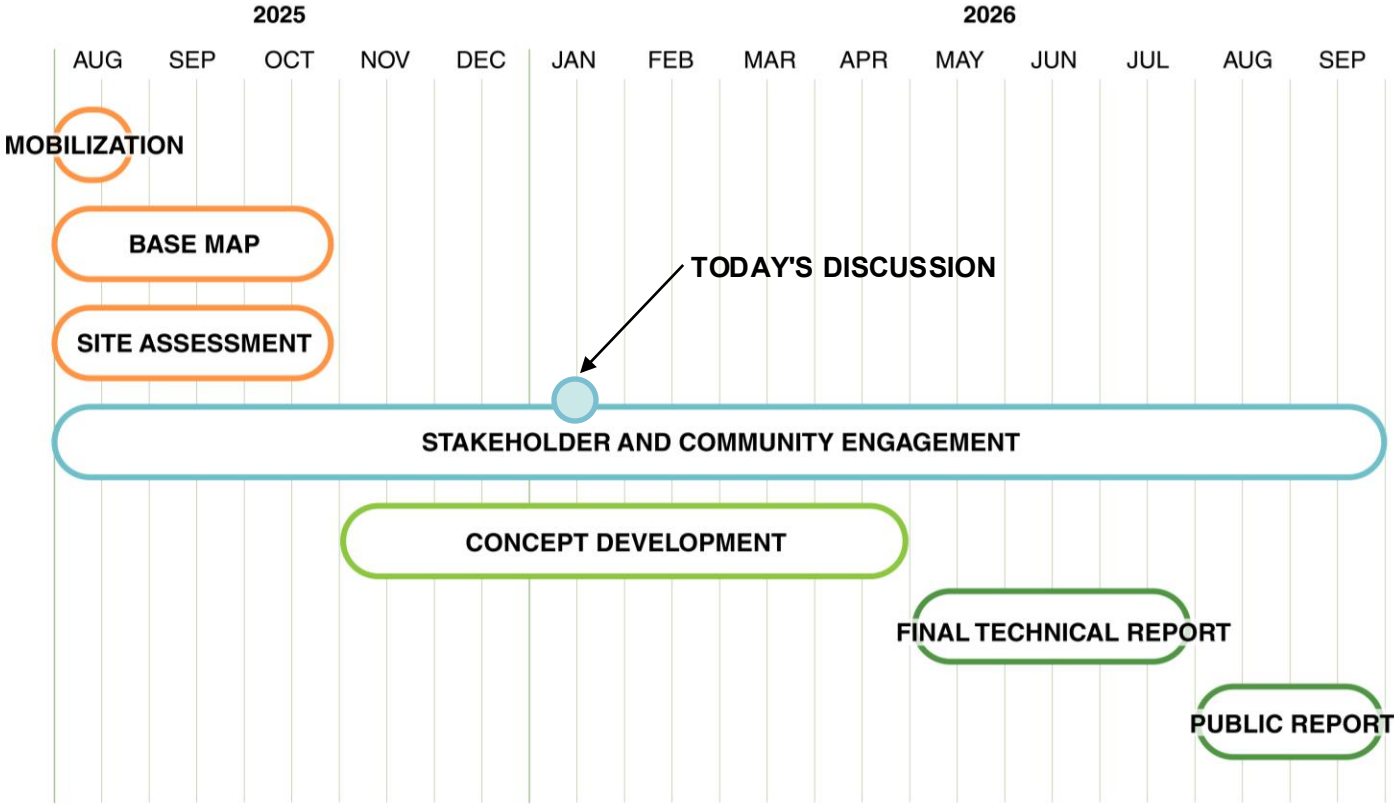 2025 2026
AUG SEP OCT NOV DEC JAN FEB MAR APR MAY JUN JUL AUG SEP
MOBILIZATION
BASE MAP
TODAY'S DISCUSSION
SITE ASSESSMENT
STAKEHOLDER AND COMMUNITY ENGAGEMENT
CONCEPT DEVELOPMENT
FINAL TECHNICAL REPORT
PUBLIC REPORT